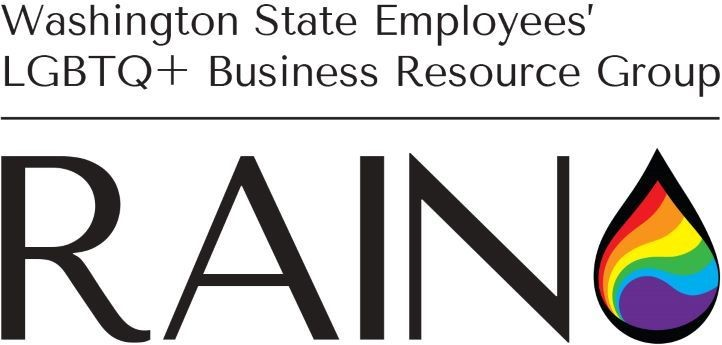 Washington State Employees’
LGBTQ+ Business Resource Group
RAIN